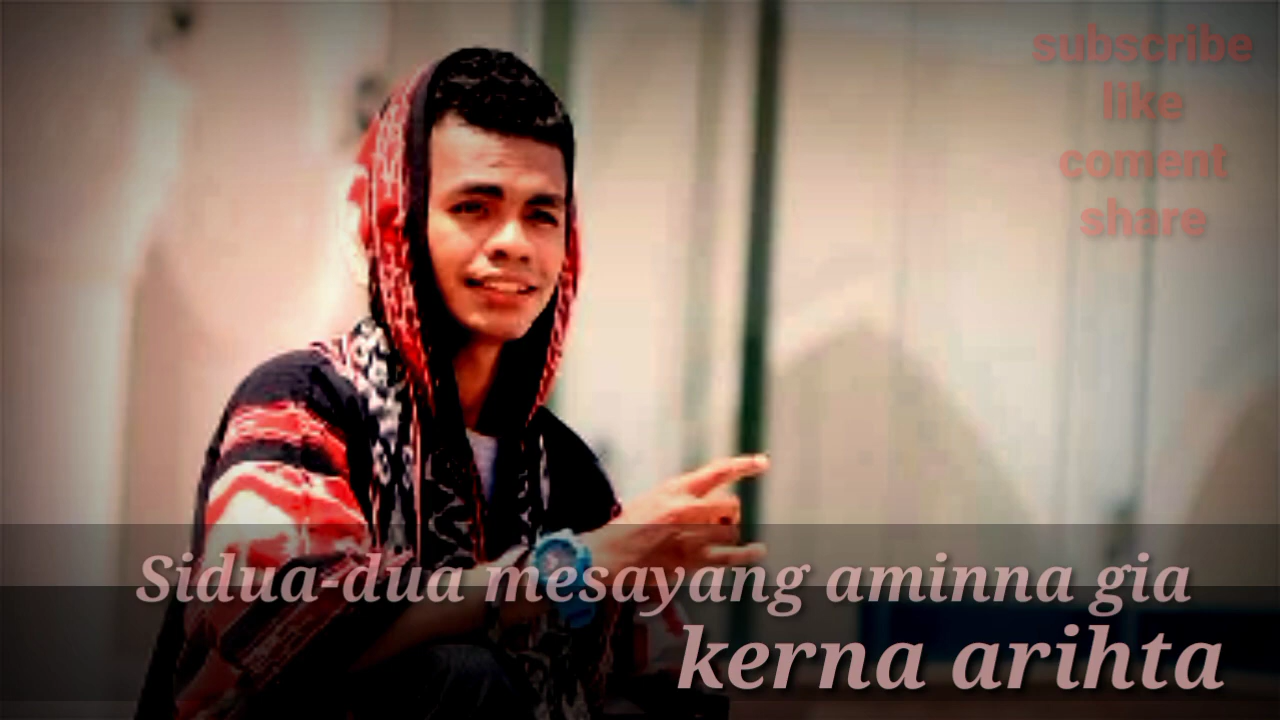 subscribe
like
coment
share
Sidua-dua mesayang aminna gia
kerna arihta